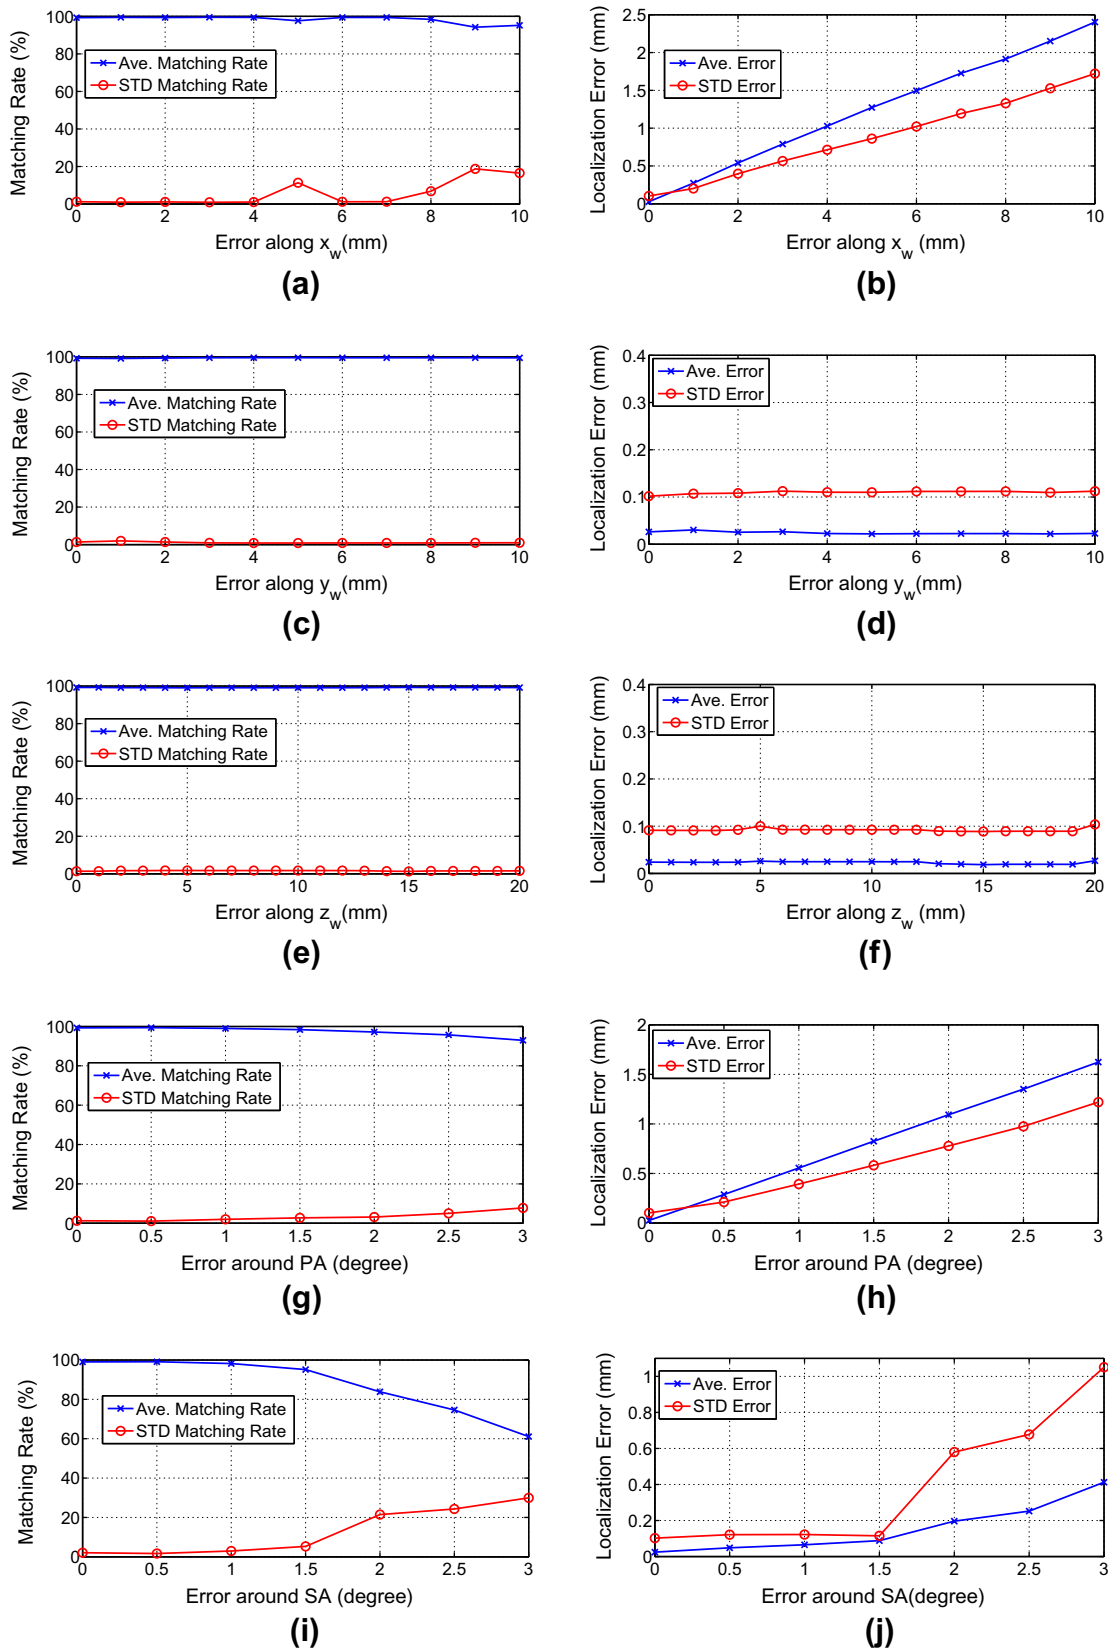 100
80
60
40
20
0
0 2 4 6 8 10
Matching Rate (%)
Ave. Matching Rate
STD Matching Rate
Error along x_w(mm)
(a)
2.5
2
1.5
1
0.5
0
0 2 4 6 8 10
Localization Error (mm)
Ave. Error
STD Error
Error along x_w (mm)
(b)
100
80
60
40
20
0
0 2 4 6 8 10
Matching Rate (%)
Ave. Matching Rate
STD Matching Rate
Error along y_w(mm)
(c)
0.4
0.3
0.2
0.1
0
0 2 4 6 8 10
Localization Error (mm)
Ave. Error
STD Error
Error along y_w(mm)
(d)
100
80
60
40
20
0
0 5 10 15 20
Matching Rate (%)
Ave. Matching Rate
STD Matching Rate
Error along z_w(mm)
(e)
0.4
0.3
0.2
0.1
0
0 5 10 15 20
Localization Error (mm)
Ave. Error
STD Error
Error along z_w (mm)
(f)
100
80
60
40
20
0
0 0.5 1 1.5 2 2.5 3
Matching Rate (%)
Ave. Matching Rate
STD Matching Rate
Error around PA (degree)
(g)
2
1.5
1
0.5
0
0 0.5 1 1.5 2 2.5 3
Localization Error (mm)
Ave. Error
STD Error
Error around PA (degree)
(h)
100
80
60
40
20
0
0 0.5 1 1.5 2 2.5 3
Matching Rate (%)
Ave. Matching Rate
STD Matching Rate
Error around SA (degree)
(i)
1
0.8
0.6
0.4
0.2
0
0 0.5 1 1.5 2 2.5 3
Localization Error (mm)
Ave. Error
STD Error
Error around SA(degree)
(j)